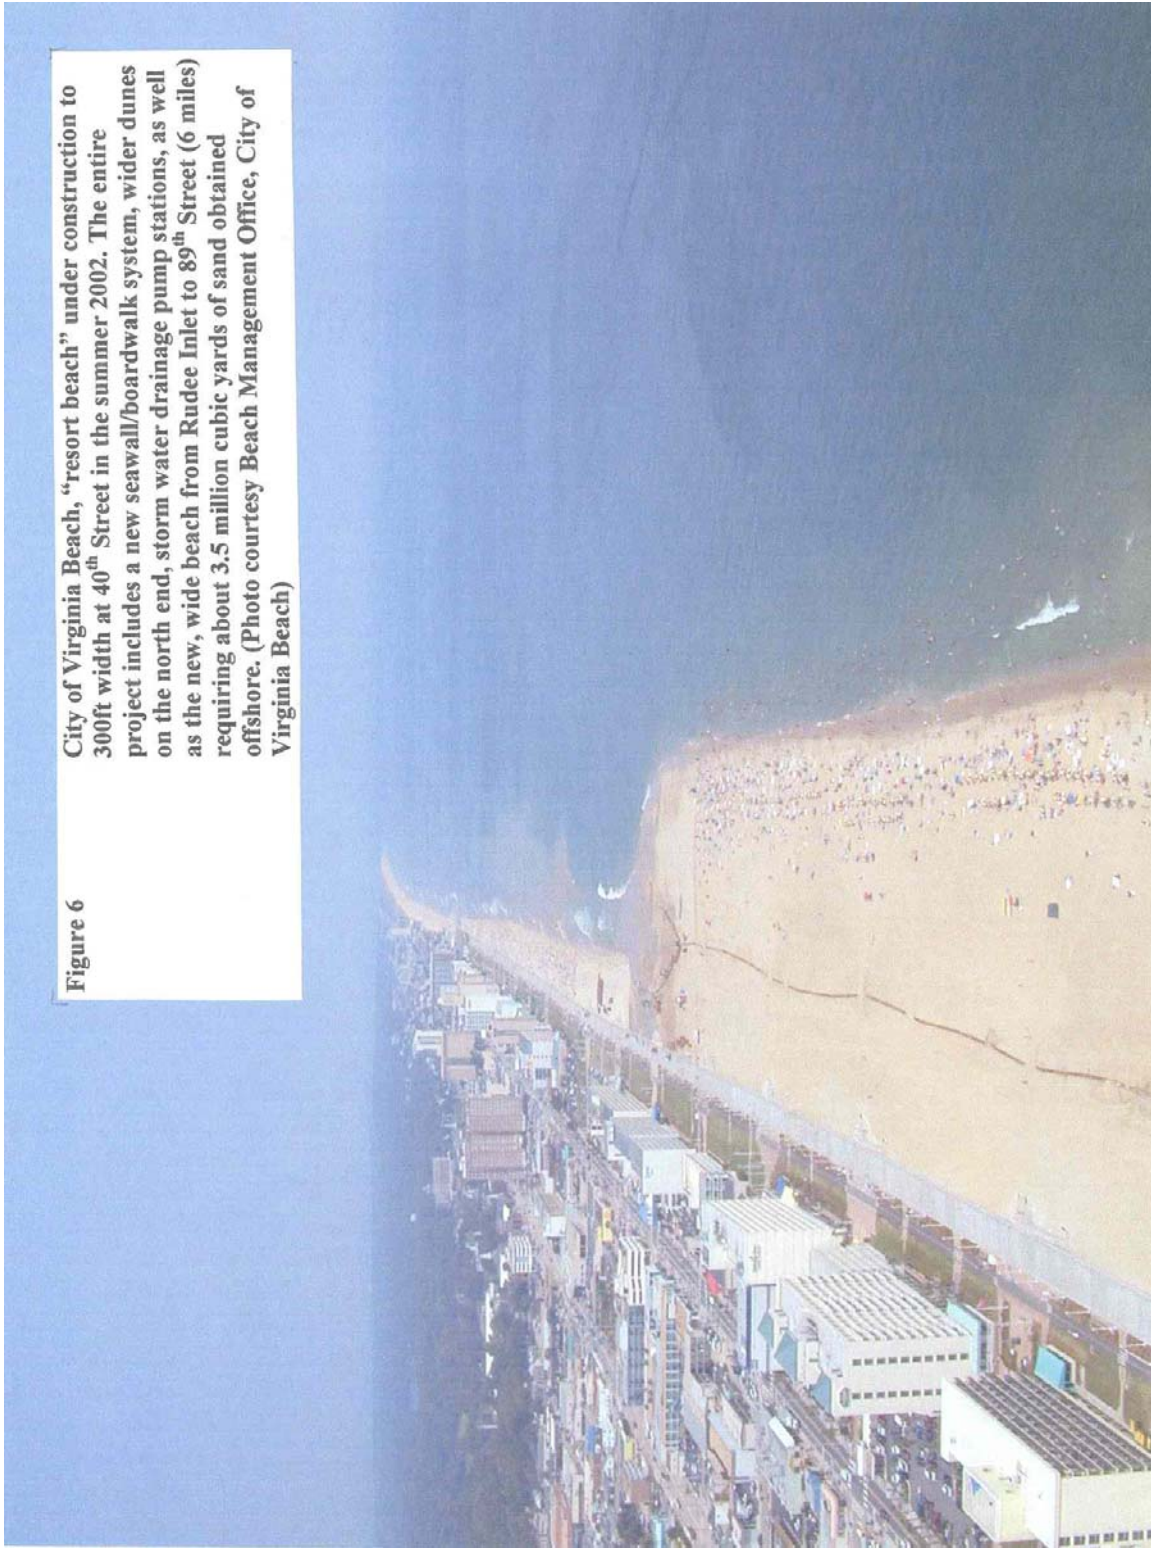 Figure 6
City of Virginia Beach, “resort beach” under construction to
300ft width at 40th Street in the summer 2002. The entire
project includes a new seawall/boardwalk system, wider dunes
on the north end, storm water drainage pump stations, as well
as the new, wide beach from Rudee Inlet to 89th Street (6 miles)
requiring about 3.5 million cubic yards of sand obtained
offshore. (Photo courtesy Beach Management Office, City of
Virginia Beach)